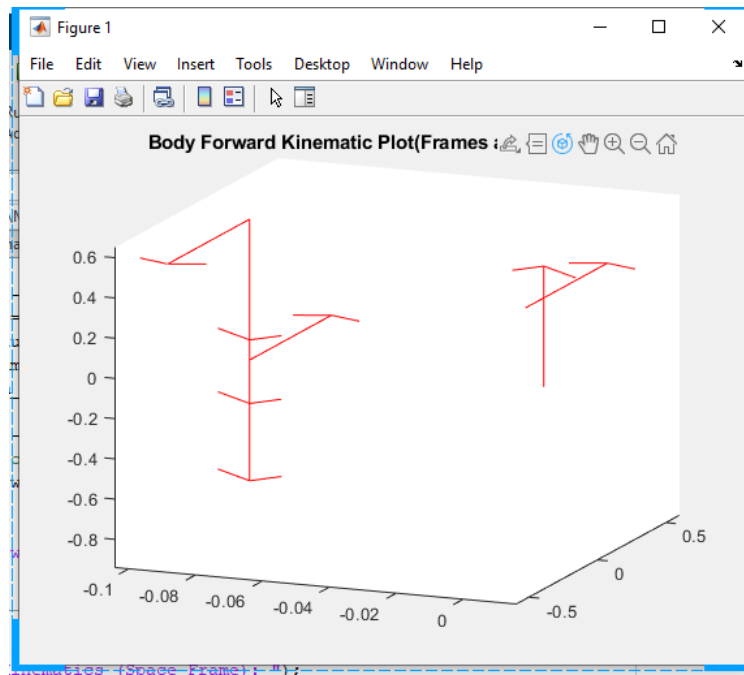 Figure 1
File Edit View Insert Tools Desktop Window Help
Body Forward Kinematic Plot(Frames
0.6
0.4
0.2
0
-0.2
-0.4
-0.6
-0.8
-0.1 -0.08 -0.06 -0.04 -0.02 0
-0.5 0 0.5
inematics (Space Frame): ");